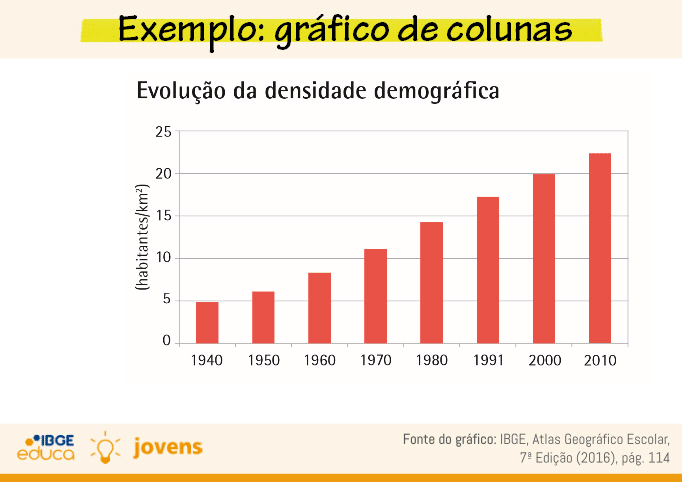 Exemplo: gráfico de colunas
Evolução da densidade demográfica
(habitantes/km²)
25
20
15
10
5
0
1940 1950 1960 1970 1980 1991 2000 2010
IBGE
educa
jovens
Fonte do gráfico: IBGE, Atlas Geográfico Escolar,
7ª Edição (2016), pág. 114